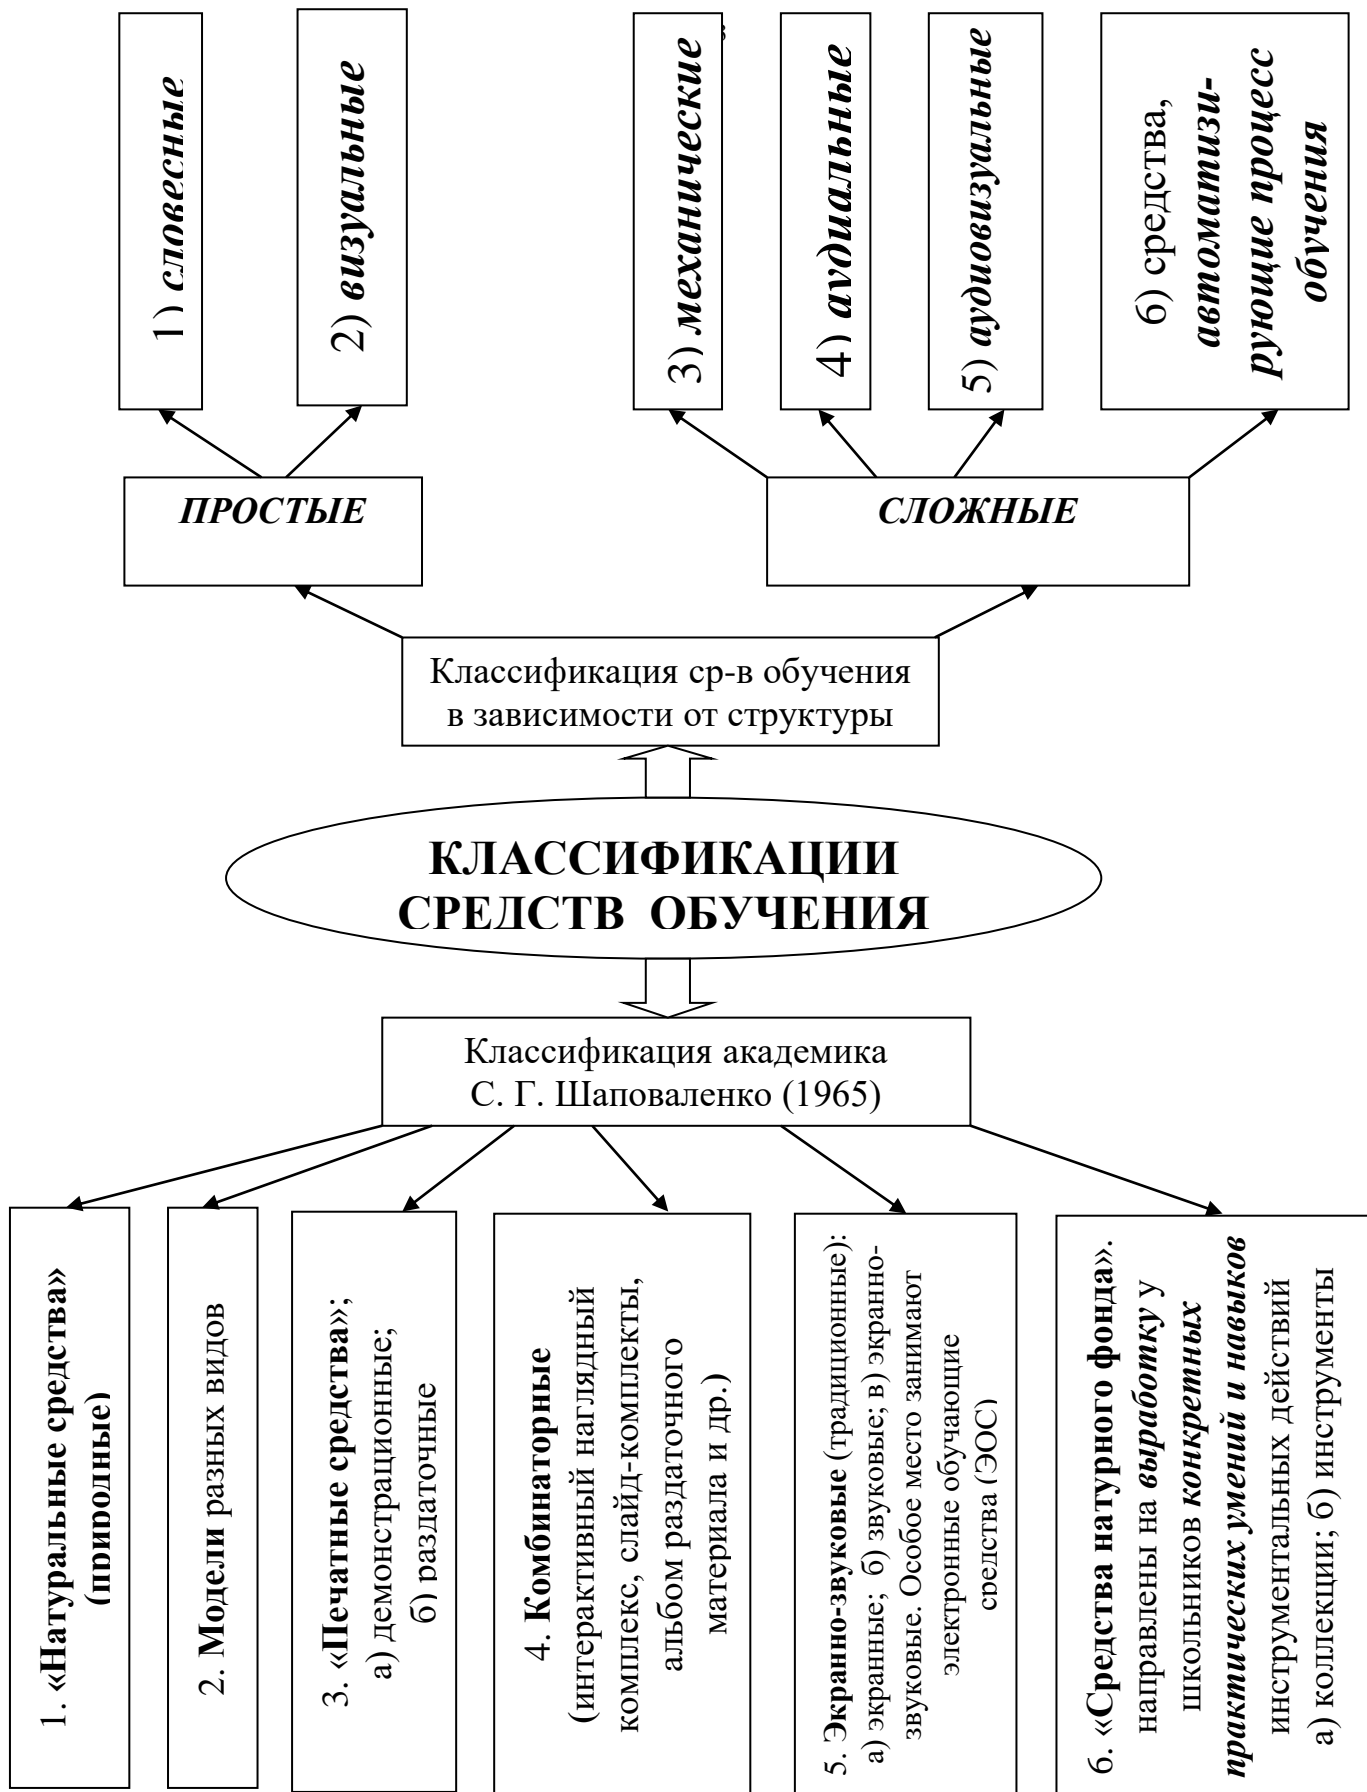 1) словесные
2) визуальные
3) механические
4) аудиальные
5) аудиовизуальные
6) средства,
автоматизи-
рующие процесс
обучения
ПРОСТЫЕ
СЛОЖНЫЕ
Классификация ср-в обучения
в зависимости от структуры
КЛАССИФИКАЦИИ
СРЕДСТВ ОБУЧЕНИЯ
Классификация академика
С. Г. Шаповаленко (1965)
1. «Натуральные средства»
(природные)
2. Модели разных видов
3. «Печатные средства»;
а) демонстрационные;
б) раздаточные
4. Комбинаторные
(интерактивный наглядный
комплекс, слайд-комплекты,
альбом раздаточного
материала и др.)
5. Экранно-звуковые (традиционные):
а) экранные; б) звуковые; в) экранно-
звуковые. Особое место занимают
электронные обучающие
средства (ЭОС)
6. «Средства натурного фонда».
направлены на выработку у
школьников конкретных
практических умений и навыков
инструментальных действий
а) коллекции; б) инструменты